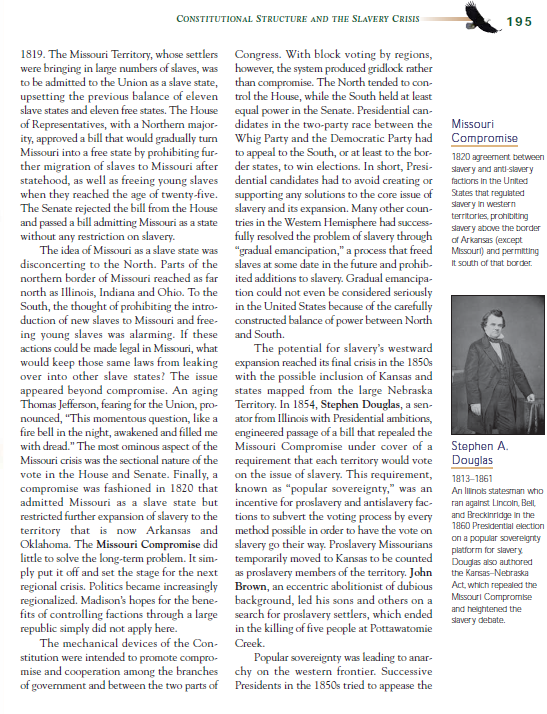 CONSTITUTIONAL STRUCTURE AND THE SLAVERY CRISIS
195
1819. The Missouri Territory, whose settlers
were bringing in large numbers of slaves, was
to be admitted to the Union as a slave state,
upsetting the previous balance of eleven
slave states and eleven free states. The House
of Representatives, with a Northern major-
ity, approved a bill that would gradually turn
Missouri into a free state by prohibiting fur-
ther migration of slaves to Missouri after
statehood, as well as freeing young slaves
when they reached the age of twenty-five.
The Senate rejected the bill from the House
and passed a bill admitting Missouri as a state
without any restriction on slavery.
The idea of Missouri as a slave state was
disconcerting to the North. Parts of the
northern border of Missouri reached as far
north as Illinois, Indiana and Ohio. To the
South, the thought of prohibiting the intro-
duction of new slaves to Missouri and free-
ing young slaves was alarming. If these
actions could be made legal in Missouri, what
would keep those same laws from leaking
over into other slave states? The issue
appeared beyond compromise. An aging
Thomas Jefferson, fearing for the Union, pro-
nounced, “This momentous question, like a
fire bell in the night, awakened and filled me
with dread.” The most ominous aspect of the
Missouri crisis was the sectional nature of the
vote in the House and Senate. Finally, a
compromise was fashioned in 1820 that
admitted Missouri as a slave state but
restricted further expansion of slavery to the
territory that is now Arkansas and
Oklahoma. The Missouri Compromise did
little to solve the long-term problem. It sim-
ply put it off and set the stage for the next
regional crisis. Politics became increasingly
regionalized. Madison’s hopes for the bene-
fits of controlling factions through a large
republic simply did not apply here.
The mechanical devices of the Con-
stitution were intended to promote compro-
mise and cooperation among the branches
of government and between the two parts of
Congress. With block voting by regions,
however, the system produced gridlock rather
than compromise. The North tended to con-
trol the House, while the South held at least
equal power in the Senate. Presidential can-
didates in the two-party race between the
Whig Party and the Democratic Party had
to appeal to the South, or at least to the bor-
der states, to win elections. In short, Presi-
dential candidates had to avoid creating or
supporting any solutions to the core issue of
slavery and its expansion. Many other coun-
tries in the Western Hemisphere had success-
fully resolved the problem of slavery through
“gradual emancipation,” a process that freed
slaves at some date in the future and prohib-
ited additions to slavery. Gradual emancipa-
tion could not even be considered seriously
in the United States because of the carefully
constructed balance of power between North
and South.
The potential for slavery’s westward
expansion reached its final crisis in the 1850s
with the possible inclusion of Kansas and
states mapped from the large Nebraska
Territory. In 1854, Stephen Douglas, a sen-
ator from Illinois with Presidential ambitions,
engineered passage of a bill that repealed the
Missouri Compromise under cover of a
requirement that each territory would vote
on the issue of slavery. This requirement,
known as “popular sovereignty,” was an
incentive for proslavery and antislavery fac-
tions to subvert the voting process by every
method possible in order to have the vote on
slavery go their way. Proslavery Missourians
temporarily moved to Kansas to be counted
as proslavery members of the territory. John
Brown, an eccentric abolitionist of dubious
background, led his sons and others on a
search for proslavery settlers, which ended
in the killing of five people at Pottawatomie
Creek.
Popular sovereignty was leading to anar-
chy on the western frontier. Successive
Presidents in the 1850s tried to appease the
Missouri
Compromise
1820 agreement between
slavery and anti-slavery
factions in the United
States that regulated
slavery in western
territories, prohibiting
slavery above the border
of Arkansas (except
Missouri) and permitting
it south of that border.
Stephen A.
Douglas
1813–1861
An Illinois statesman who
ran against Lincoln, Bell,
and Breckinridge in the
1860 Presidential election
on a popular sovereignty
platform for slavery.
Douglas also authored
the Kansas–Nebraska
Act, which repealed the
Missouri Compromise
and heightened the
slavery debate.